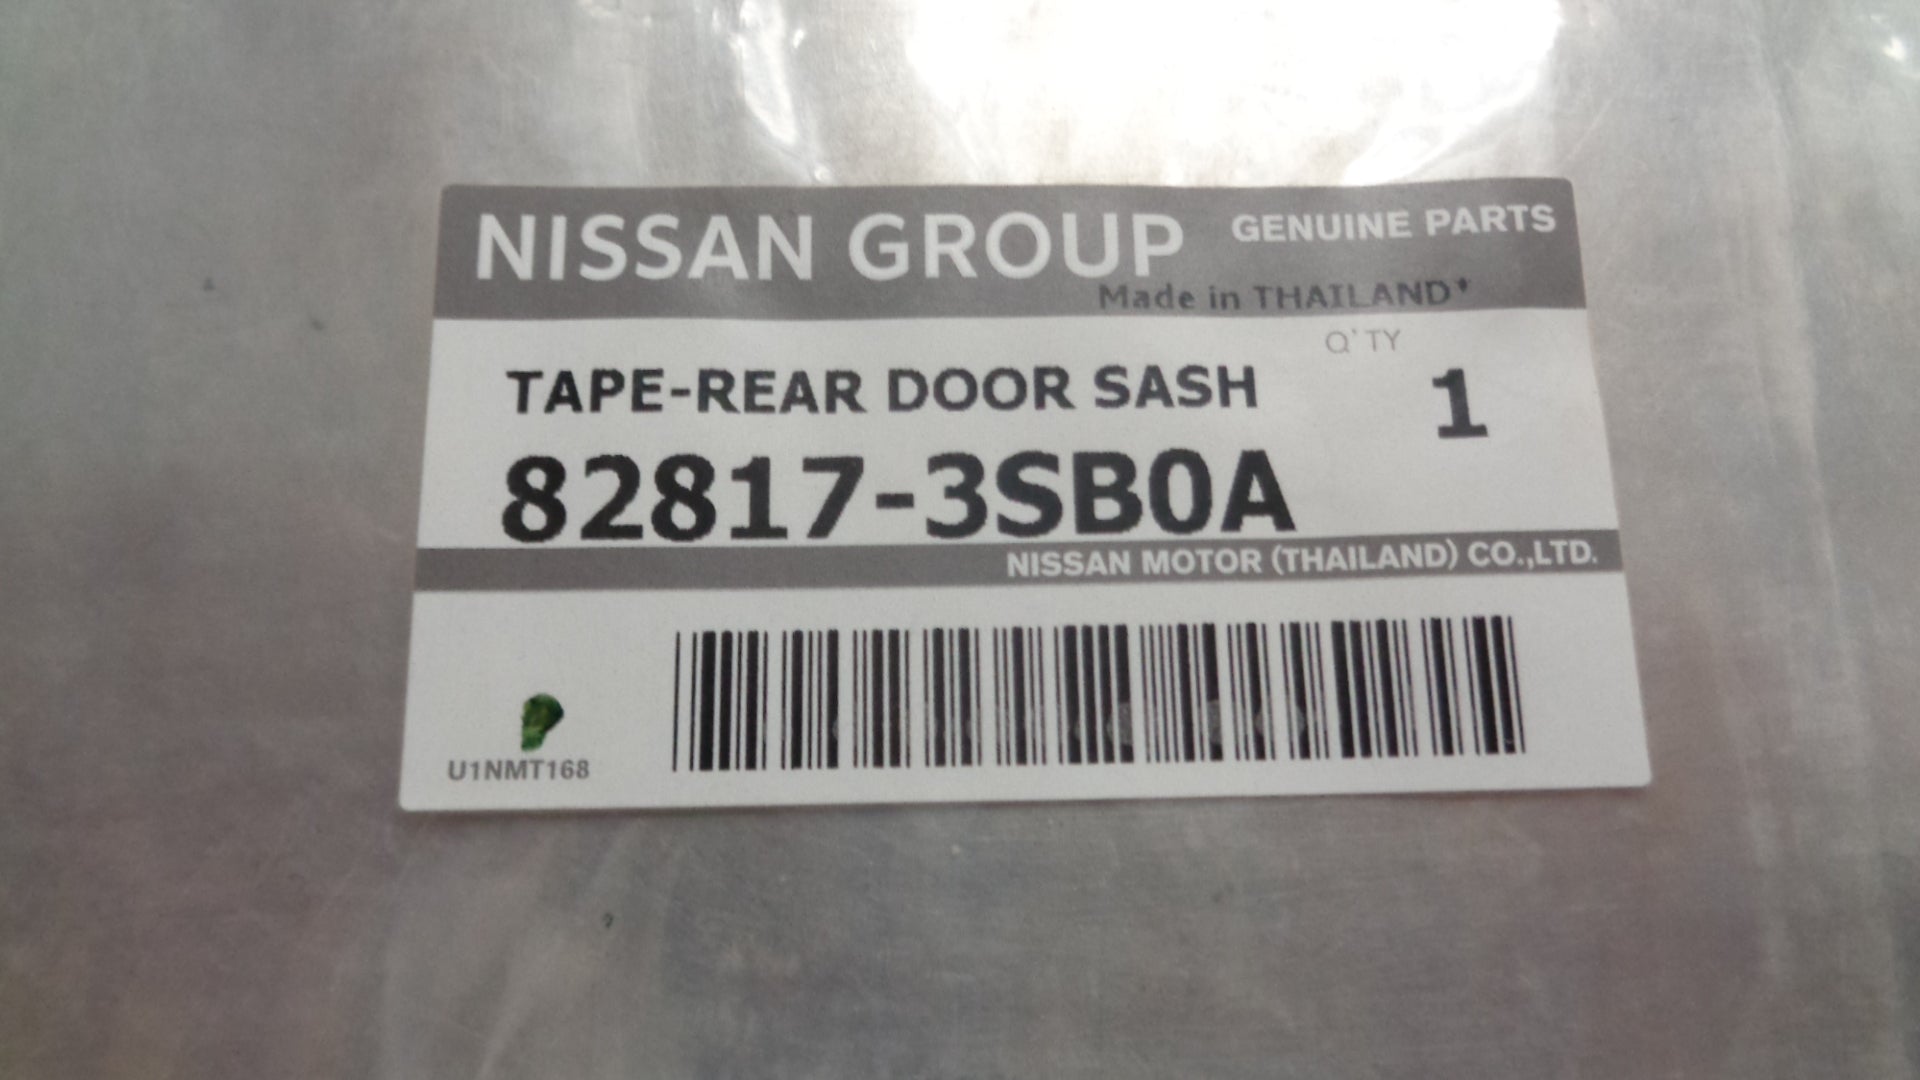 NISSAN GROUP GENUINE PARTS
Made in THAILAND'
Q'TY
TAPE-REAR DOOR SASH 1
82817-3SB0A
NISSAN MOTOR (THAILAND) CO.,LTD.
U1NMT168